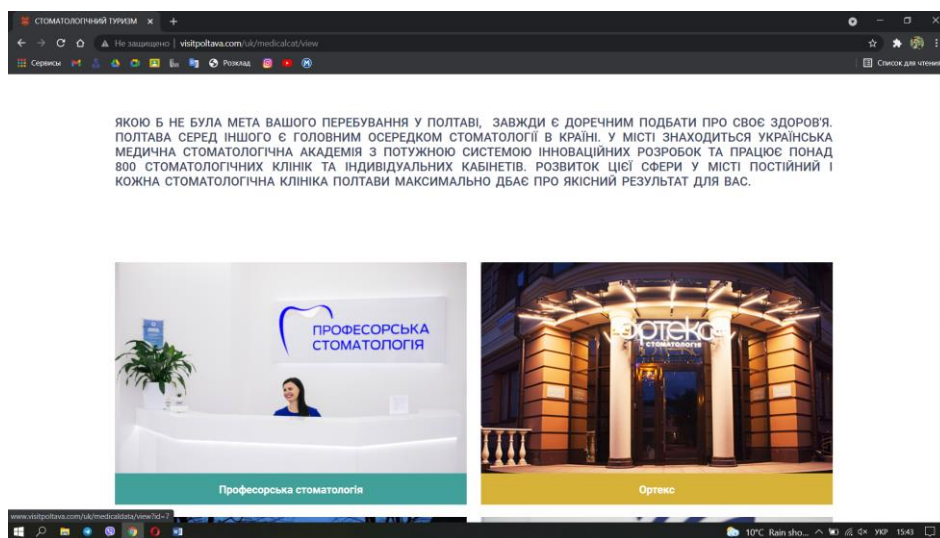 СТОМАТОЛОГІЧНИЙ ТУРИЗМ
Не защищено | visitpoltava.com/uk/medicalcat/view
Сервисы
Розклад
Список для чтения
ЯКОЮ Б НЕ БУЛА МЕТА ВАШОГО ПЕРЕБУВАННЯ У ПОЛТАВІ, ЗАВЖДИ Є ДОРЕЧНИМ ПОДБАТИ ПРО СВОЄ ЗДОРОВ'Я.
ПОЛТАВА СЕРЕД ІНШОГО Є ГОЛОВНИМ ОСЕРЕДКОМ СТОМАТОЛОГІЇ В КРАЇНІ. У МІСТІ ЗНАХОДИТЬСЯ УКРАЇНСЬКА
МЕДИЧНА СТОМАТОЛОГІЧНА АКАДЕМІЯ З ПОТУЖНОЮ СИСТЕМОЮ ІННОВАЦІЙНИХ РОЗРОБОК ТА ПРАЦЮЄ ПОНАД
800 СТОМАТОЛОГІЧНИХ КЛІНІК ТА ІНДИВІДУАЛЬНИХ КАБІНЕТІВ. РОЗВИТОК ЦІЄЇ СФЕРИ У МІСТІ ПОСТІЙНИЙ І
КОЖНА СТОМАТОЛОГІЧНА КЛІНІКА ПОЛТАВИ МАКСИМАЛЬНО ДБАЄ ПРО ЯКІСНИЙ РЕЗУЛЬТАТ ДЛЯ ВАС.
ПРОФЕСОРСЬКА
СТОМАТОЛОГІЯ
ортекс
СТОМАТОЛОГІЯ
Професорська стоматологія
Ортекс
www.visitpoltava.com/uk/medicaldata/view?id=7
10°C Rain sho... УКР 15:43